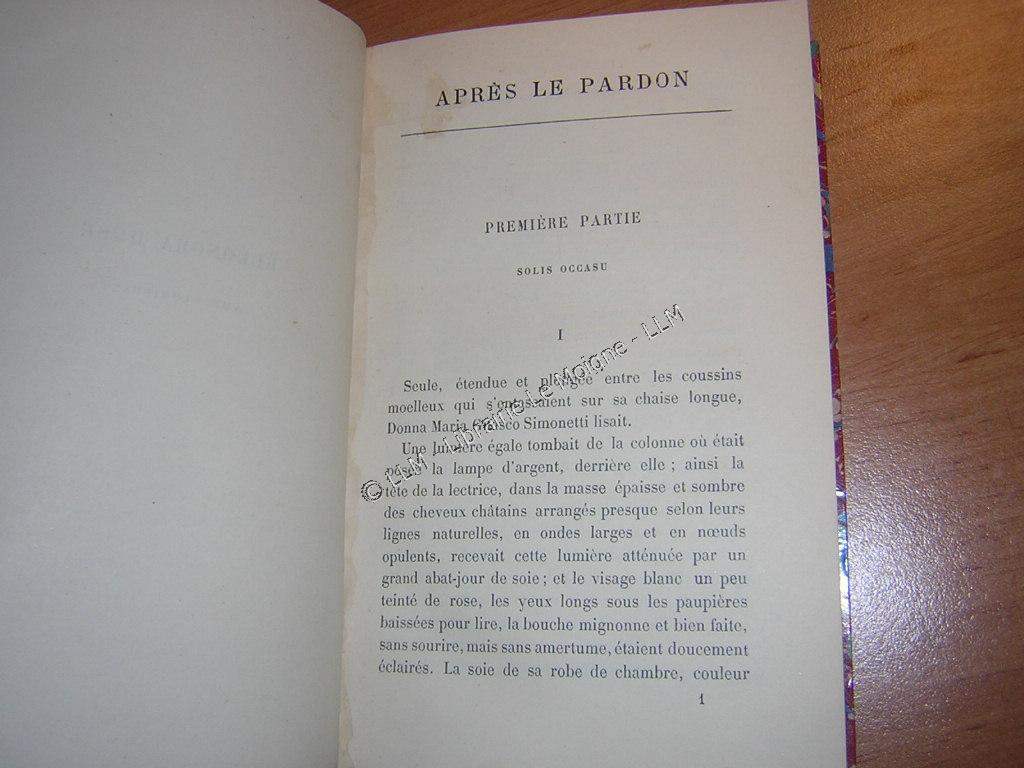 APRÈS LE PARDON
PREMIÈRE PARTIE
SOLIS OCCASU
I
Seule, étendue et plongée entre les coussins
moelleux qui s'entassaient sur sa chaise longue,
Donna Maria Simonetti lisait.
Une lumière égale tombait de la colonne où était
posée la lampe d'argent, derrière elle ; ainsi la
tête de la lectrice, dans la masse épaisse et sombre
des cheveux châtains arrangés presque selon leurs
lignes naturelles, en ondes larges et en nœuds
opulents, recevait cette lumière atténuée par un
grand abat-jour de soie ; et le visage blanc un peu
teinté de rose, les yeux longs sous les paupières
baissées pour lire, la bouche mignonne et bien faite,
sans sourire, mais sans amertume, étaient doucement
éclairés. La soie de sa robe de chambre, couleur
1
© LLM - Librairie Le Moigne - LLM